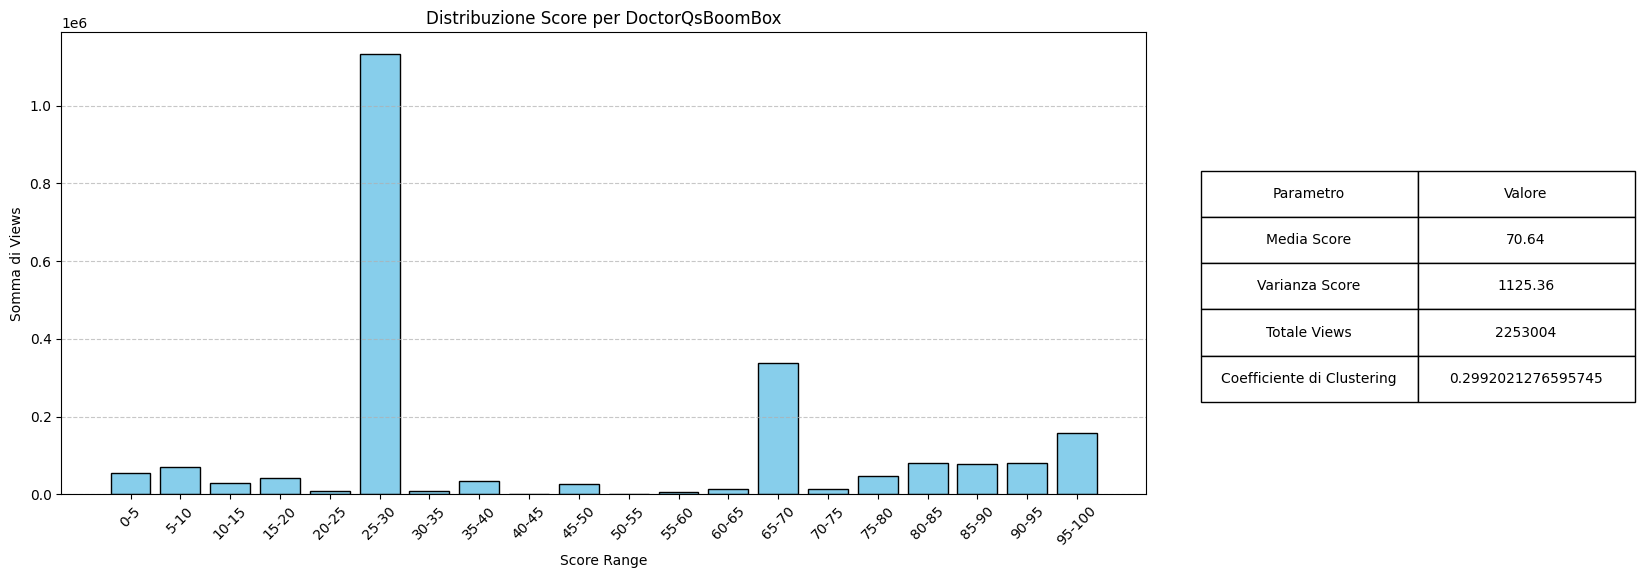 Distribuzione Score per DoctorQsBoomBox
1e6
1.0
0.8
0.6
0.4
0.2
0.0
Somma di Views
0-5
5-10
10-15
15-20
20-25
25-30
30-35
35-40
40-45
45-50
50-55
55-60
60-65
65-70
70-75
75-80
80-85
85-90
90-95
95-100
Score Range
Parametro Valore
Media Score 70.64
Varianza Score 1125.36
Totale Views 2253004
Coefficiente di Clustering 0.2992021276595745